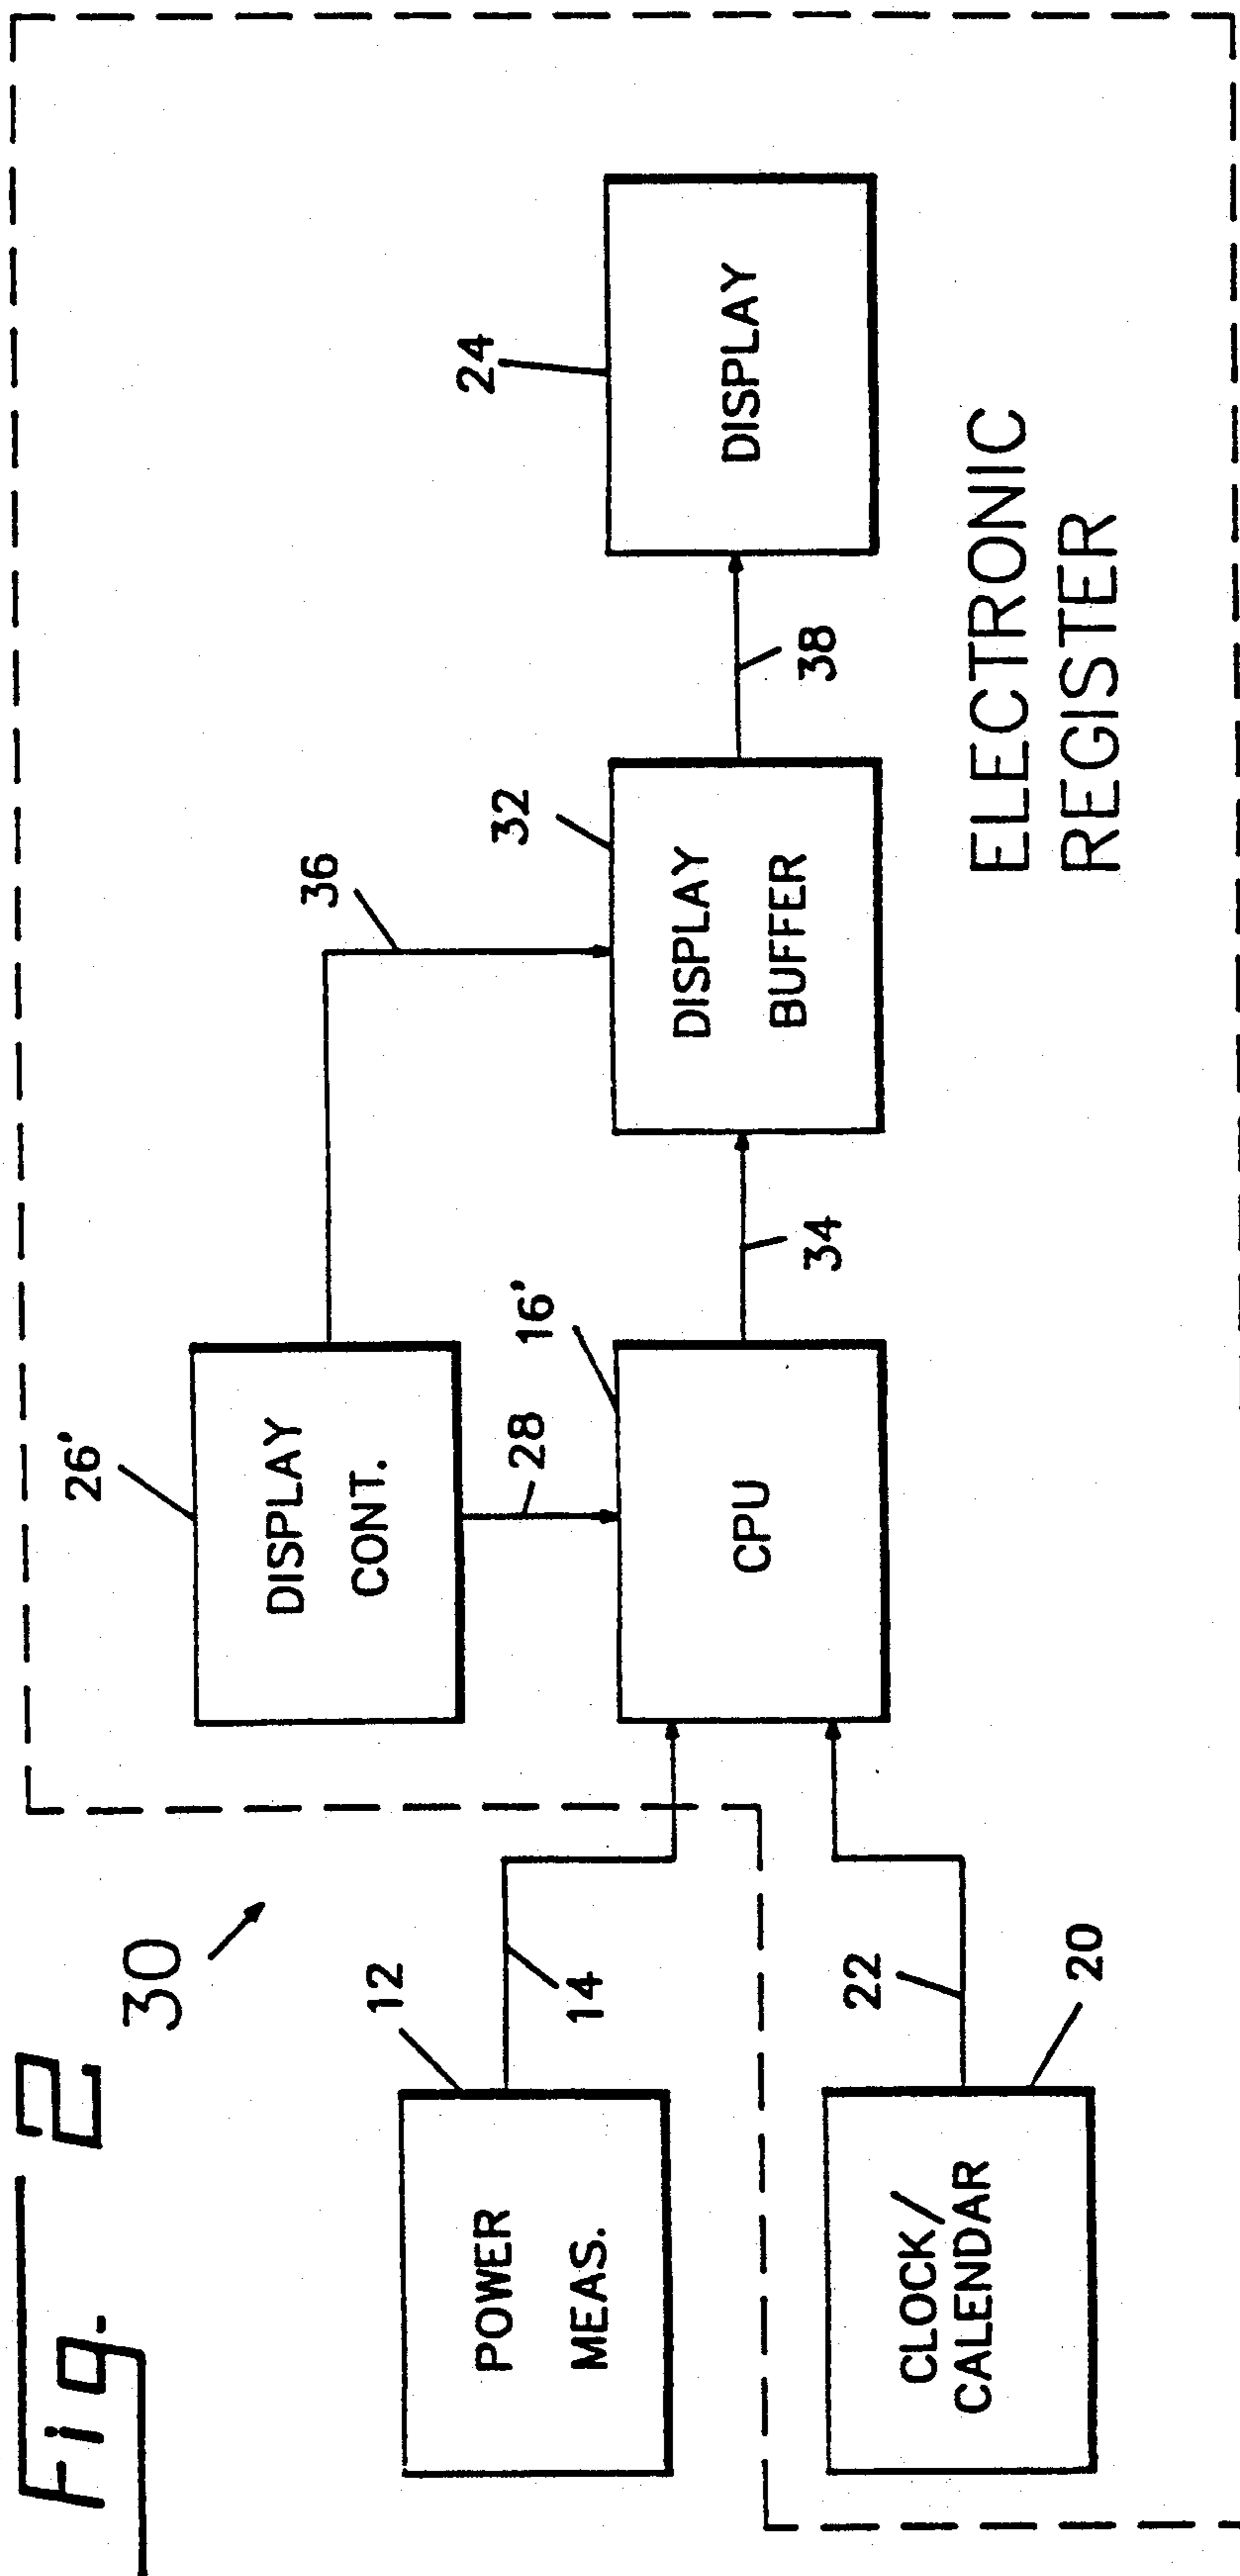 Fig. 2
30
26'
DISPLAY
CONT.
36
28
16'
32
24
12
POWER
MEAS.
14
CPU
34
DISPLAY
BUFFER
38
DISPLAY
22
20
CLOCK/
CALENDAR
ELECTRONIC
REGISTER